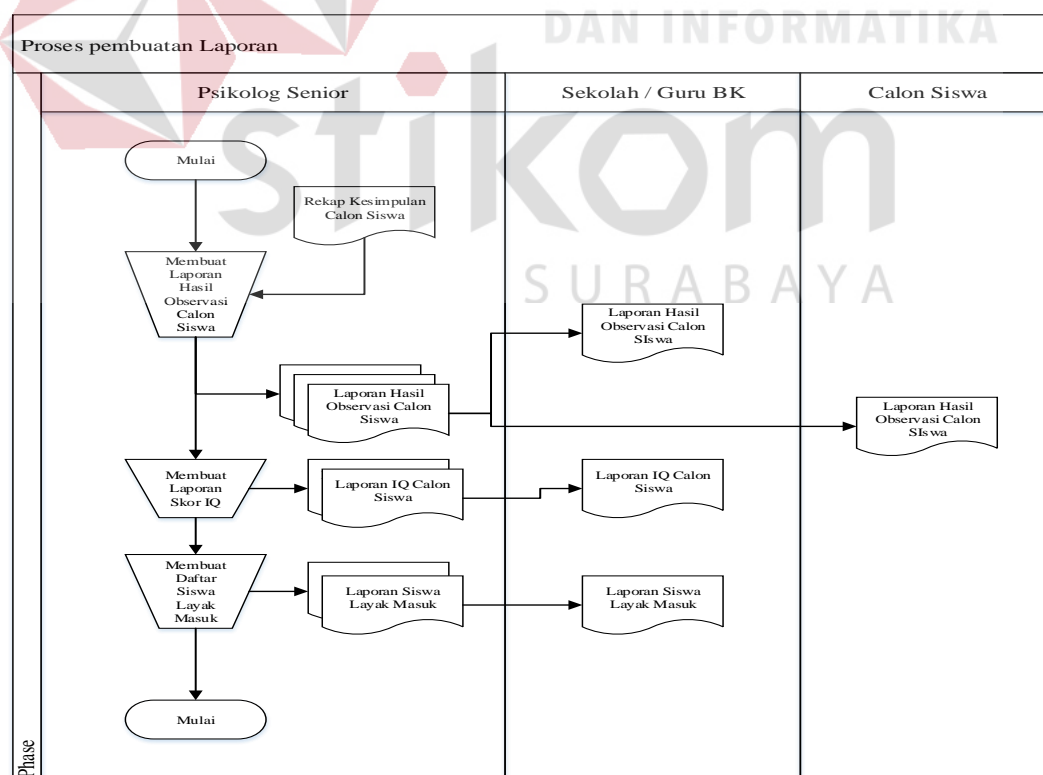 DAN INFORMATIKA
Proses pembuatan Laporan
Psikolog Senior
Sekolah / Guru BK
Calon Siswa
stikom
SURABAYA
Mulai
Rekap Kesimpulan
Calon Siswa
Membuat
Laporan
Hasil
Observasi
Calon
Siswa
Laporan Hasil
Observasi Calon
SIswa
Laporan Hasil
Observasi Calon
Siswa
Laporan Hasil
Observasi Calon
SIswa
Membuat
Laporan
Skor IQ
Laporan IQ Calon
Siswa
Laporan IQ Calon
Siswa
Membuat
Daftar
Siswa
Layak
Masuk
Laporan Siswa
Layak Masuk
Laporan Siswa
Layak Masuk
Mulai
Phase